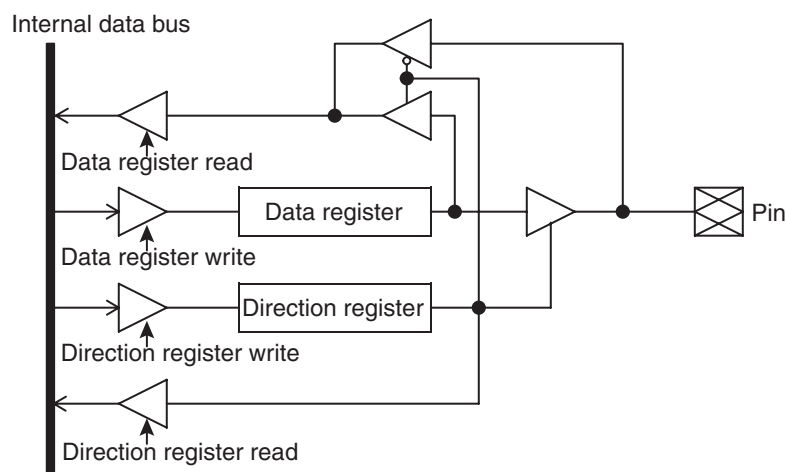 Internal data bus
Data register read
Data register
Pin
Data register write
Direction register
Direction register write
Direction register read